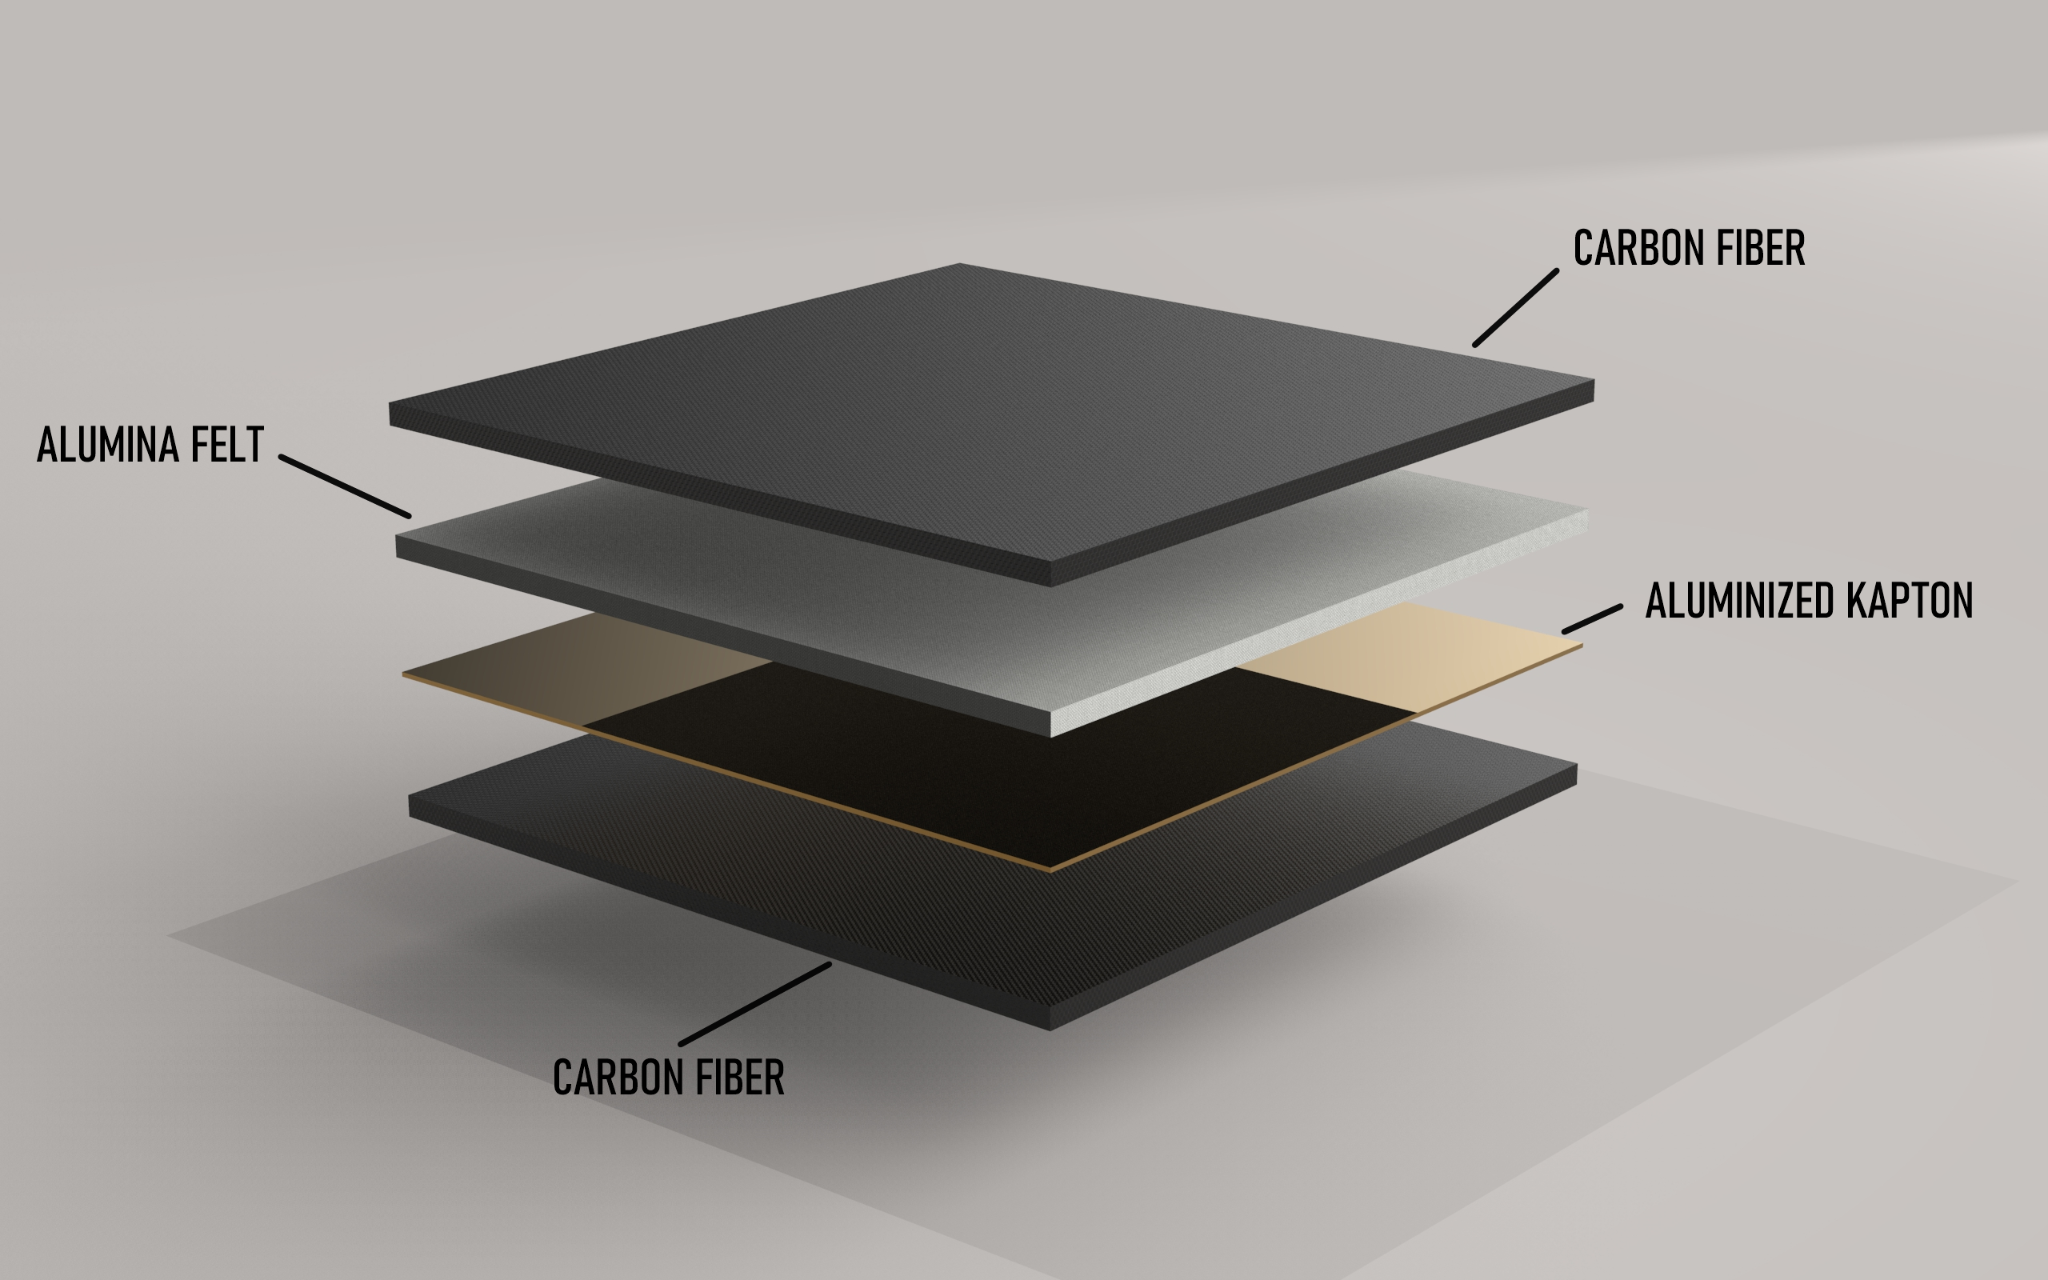 CARBON FIBER
ALUMINA FELT
ALUMINIZED KAPTON
CARBON FIBER